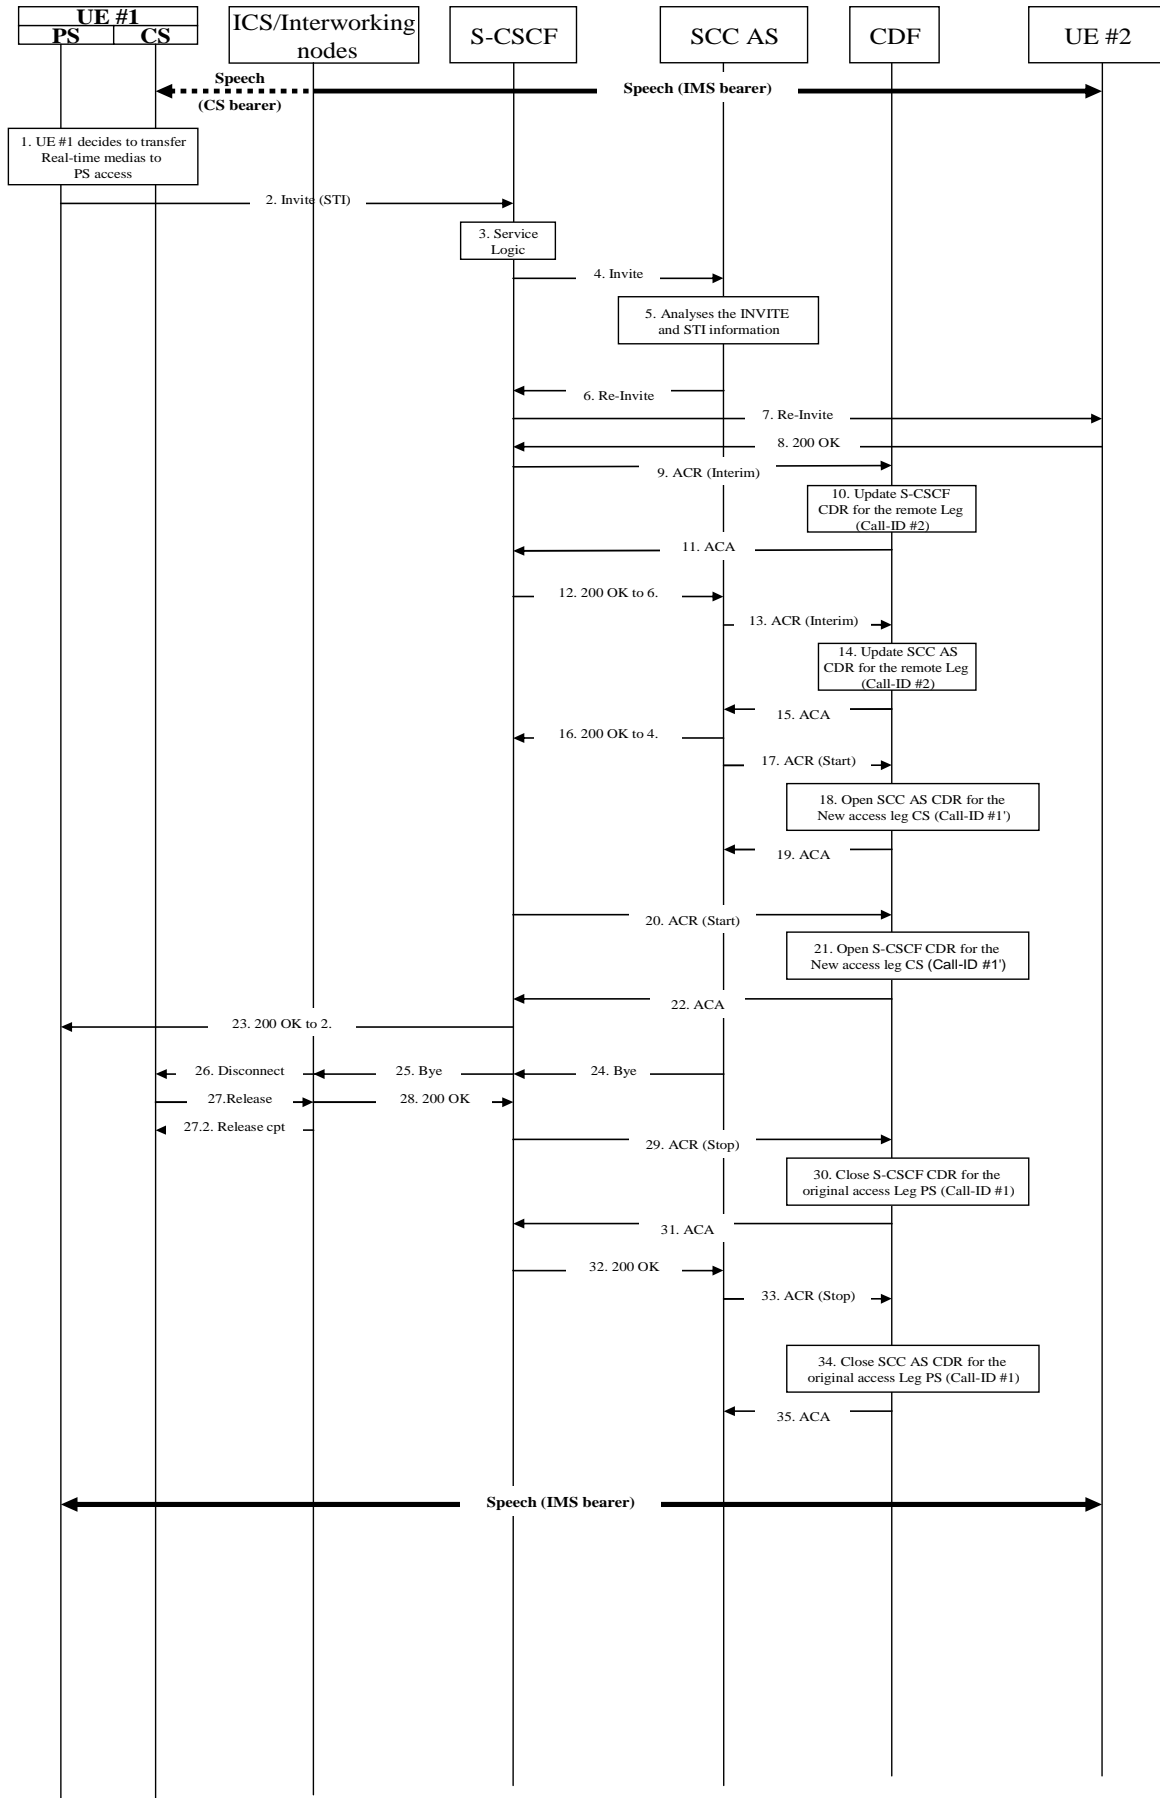 UE #1
PS CS
ICS/Interworking
nodes
S-CSCF
SCC AS
CDF
UE #2
Speech
(CS bearer)
Speech (IMS bearer)
1. UE #1 decides to transfer
Real-time medias to
PS access
2. Invite (STI)
3. Service
Logic
4. Invite
5. Analyses the INVITE
and STI information
6. Re-Invite
7. Re-Invite
8. 200 OK
9. ACR (Interim)
10. Update S-CSCF
CDR for the remote Leg
(Call-ID #2)
11. ACA
12. 200 OK to 6.
13. ACR (Interim)
14. Update SCC AS
CDR for the remote Leg
(Call-ID #2)
15. ACA
16. 200 OK to 4.
17. ACR (Start)
18. Open SCC AS CDR for the
New access leg CS (Call-ID #1')
19. ACA
20. ACR (Start)
21. Open S-CSCF CDR for the
New access leg CS (Call-ID #1')
22. ACA
23. 200 OK to 2.
26. Disconnect
25. Bye
24. Bye
27.Release
28. 200 OK
27.2. Release cpt
29. ACR (Stop)
30. Close S-CSCF CDR for the
original access Leg PS (Call-ID #1)
31. ACA
32. 200 OK
33. ACR (Stop)
34. Close SCC AS CDR for the
original access Leg PS (Call-ID #1)
35. ACA
Speech (IMS bearer)